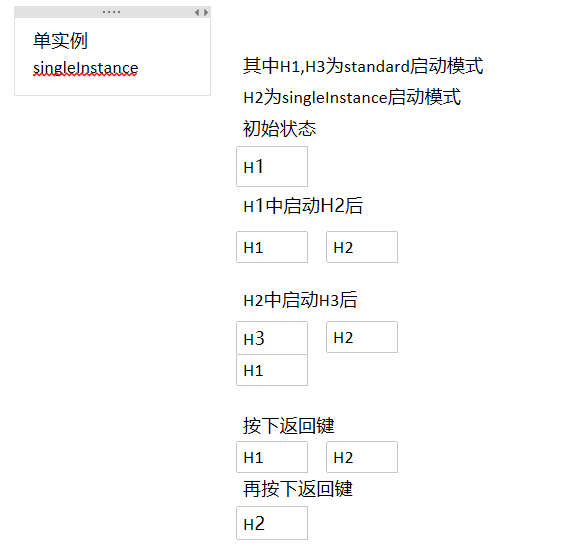 单实例
singleInstance
其中H1,H3为standard启动模式
H2为singleInstance启动模式
初始状态
H1
H1中启动H2后
H1 H2
H2中启动H3后
H3 H2
H1
按下返回键
H1 H2
再按下返回键
H2